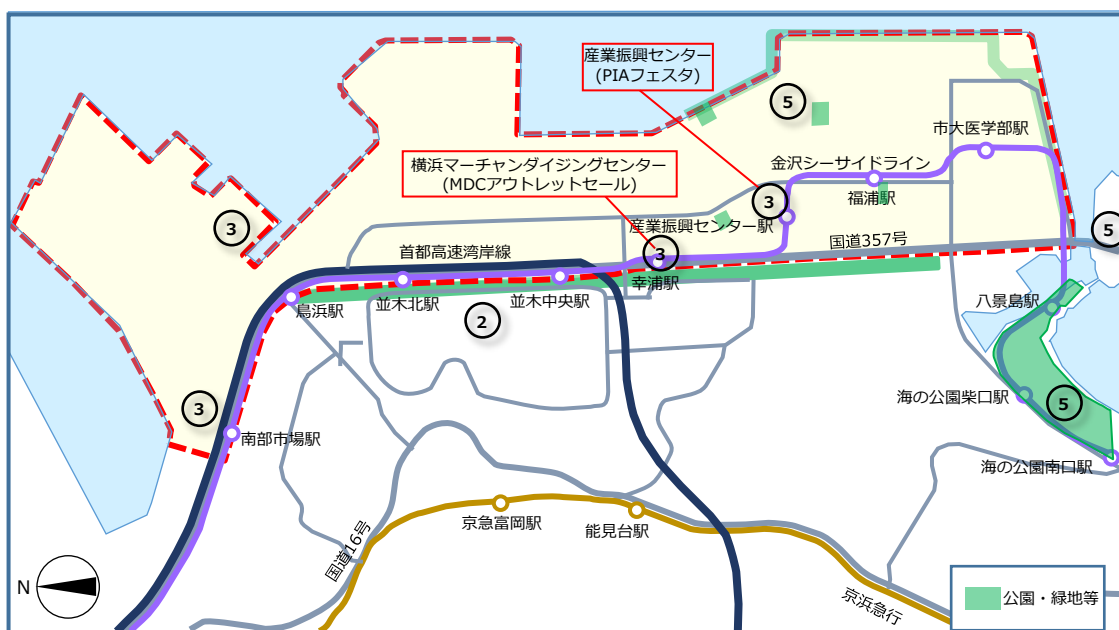 産業振興センター
(PIAフェスタ)
5
市大医学部駅
横浜マーチャンダイジングセンター
(MDCアウトレットセール)
金沢シーサイドライン
福浦駅
3
3
産業振興センター駅
国道357号
5
首都高速湾岸線
3
幸浦駅
並木北駅
並木中央駅
鳥浜駅
2
八景島駅
3
南部市場駅
海の公園柴口駅
5
海の公園南口駅
京急富岡駅
能見台駅
国道16号
京浜急行
N
公園・緑地等